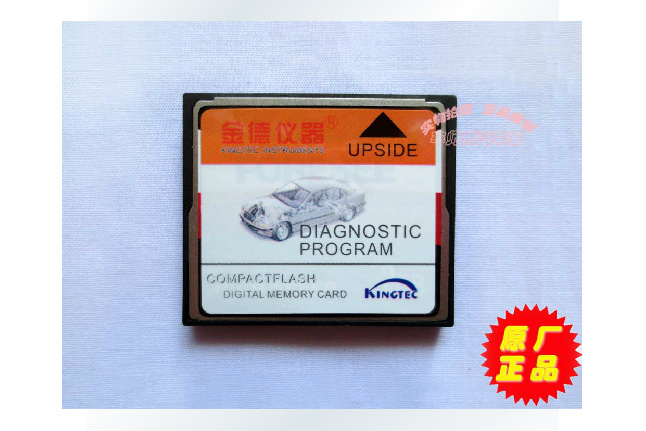 金德仪器®
KINGTEC INSTRUMENTS
UPSIDE
DIAGNOSTIC
PROGRAM
COMPACTFLASH
DIGITAL MEMORY CARD
KINGTEC
原厂
正品